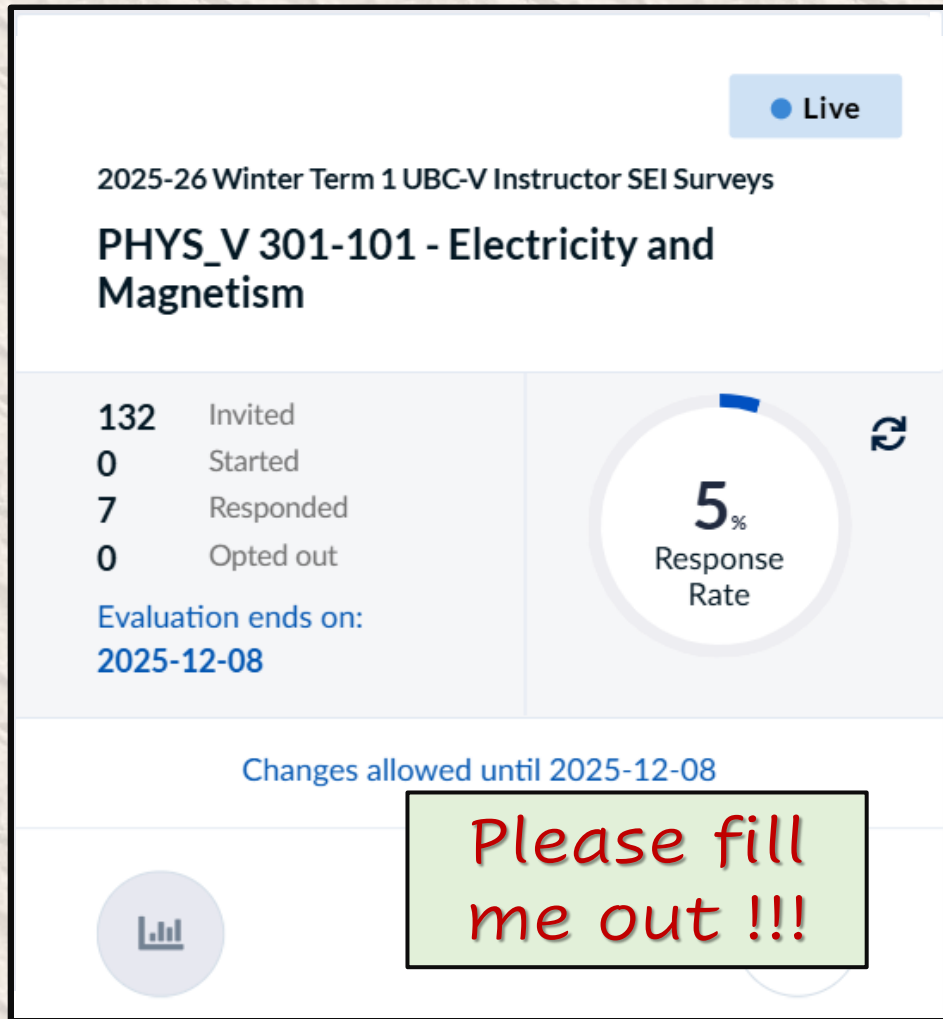 Live
2025-26 Winter Term 1 UBC-V Instructor SEI Surveys
PHYS_V 301-101 - Electricity and
Magnetism
132 Invited
0 Started
7 Responded
0 Opted out
Evaluation ends on:
2025-12-08
5%
Response
Rate
Changes allowed until 2025-12-08
Please fill
me out !!!